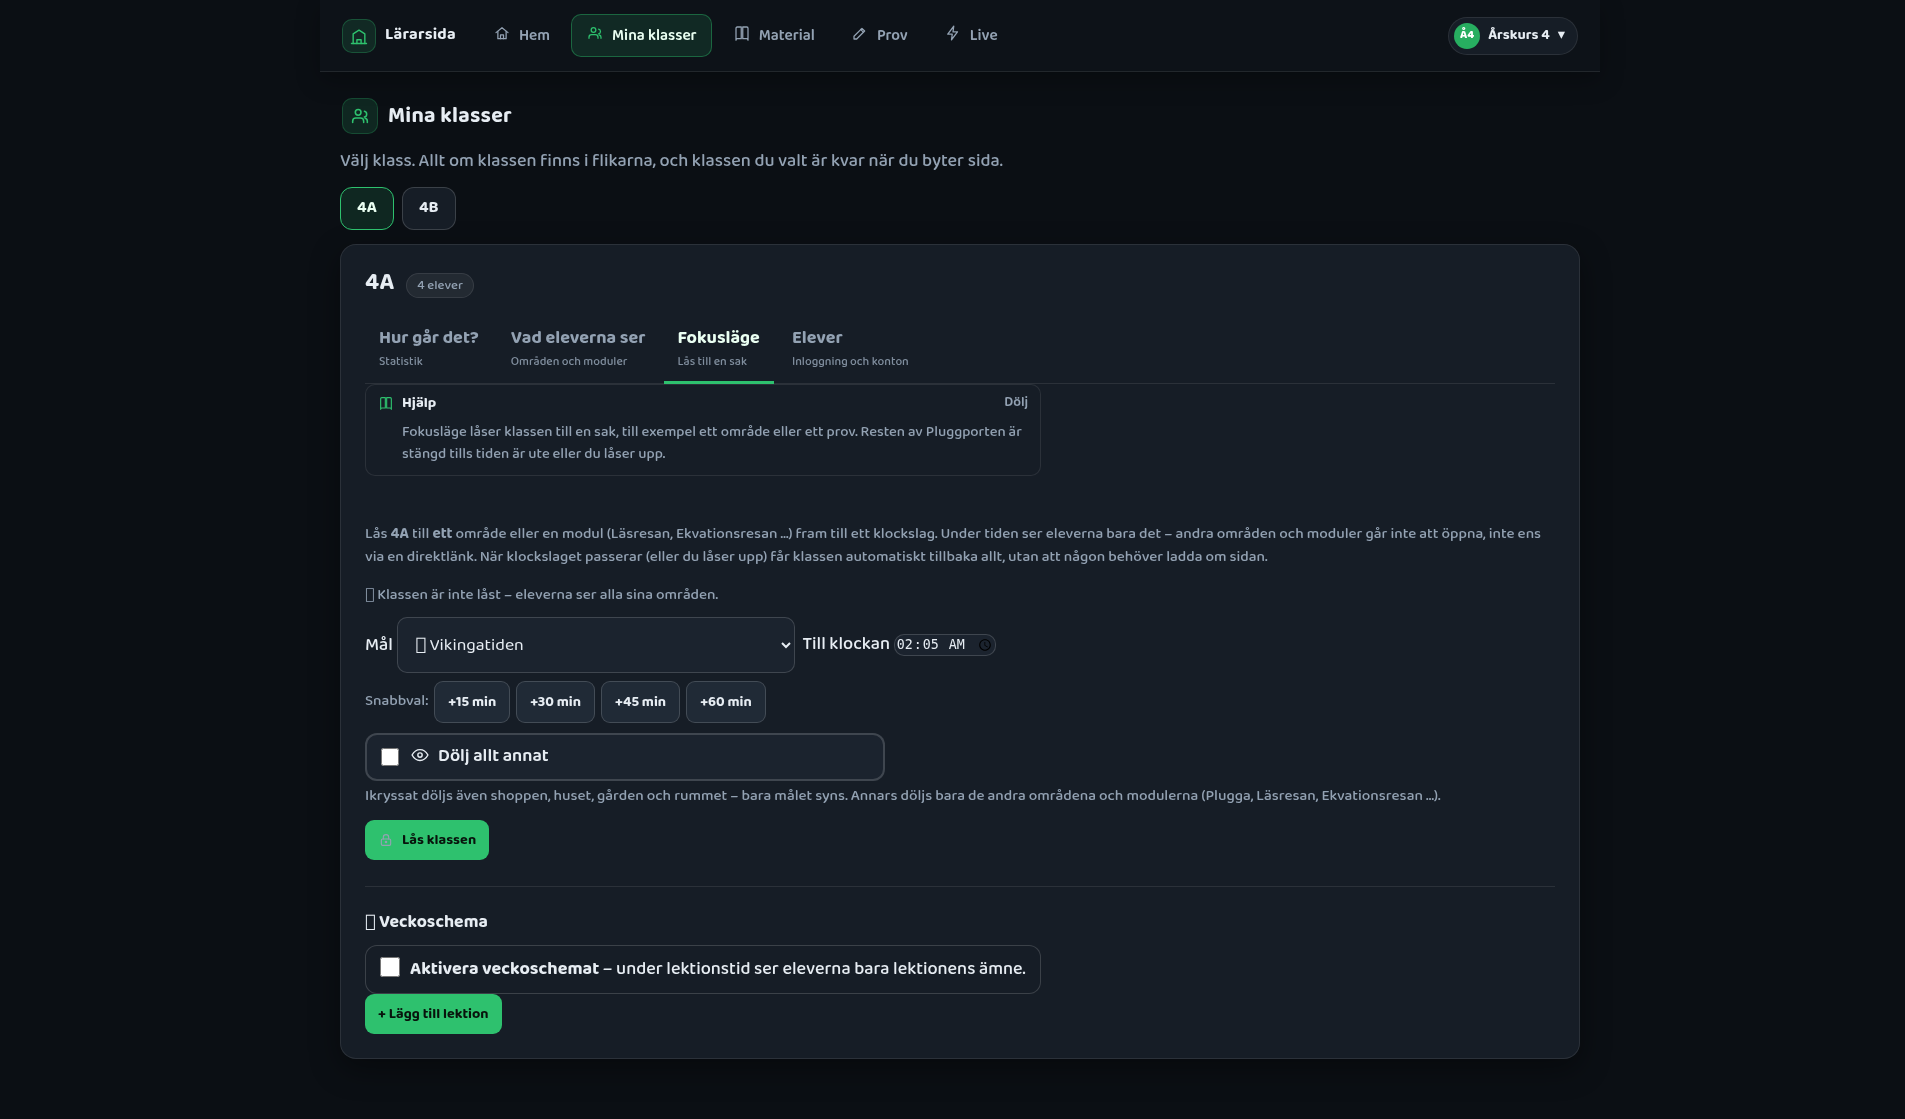 Lärarsida
Hem
Mina klasser
Material
Prov
Live
Å4 Årskurs 4 ▼
Mina klasser
Välj klass. Allt om klassen finns i flikarna, och klassen du valt är kvar när du byter sida.
4A
4B
4A
4 elever
Hur går det?
Statistik
Vad eleverna ser
Områden och moduler
Fokusläge
Lås till en sak
Elever
Inloggning och konton
Hjälp
Dölj
Fokusläge låser klassen till en sak, till exempel ett område eller ett prov. Resten av Pluggporten är
stängd tills tiden är ute eller du låser upp.
Lås 4A till ett område eller en modul (Läsresan, Ekvationsresan …) fram till ett klockslag. Under tiden ser eleverna bara det – andra områden och moduler går inte att öppna, inte ens
via en direktlänk. När klockslaget passerar (eller du låser upp) får klassen automatiskt tillbaka allt, utan att någon behöver ladda om sidan.
Klassen är inte låst – eleverna ser alla sina områden.
Mål
Vikingatiden
Till klockan
02:05 AM
Snabbval:
+15 min
+30 min
+45 min
+60 min
Dölj allt annat
Ikryssat döljs även shoppen, huset, gården och rummet – bara målet syns. Annars döljs bara de andra områdena och modulerna (Plugga, Läsresan, Ekvationsresan …).
Lås klassen
Veckoschema
Aktivera veckoschemat – under lektionstid ser eleverna bara lektionens ämne.
+ Lägg till lektion